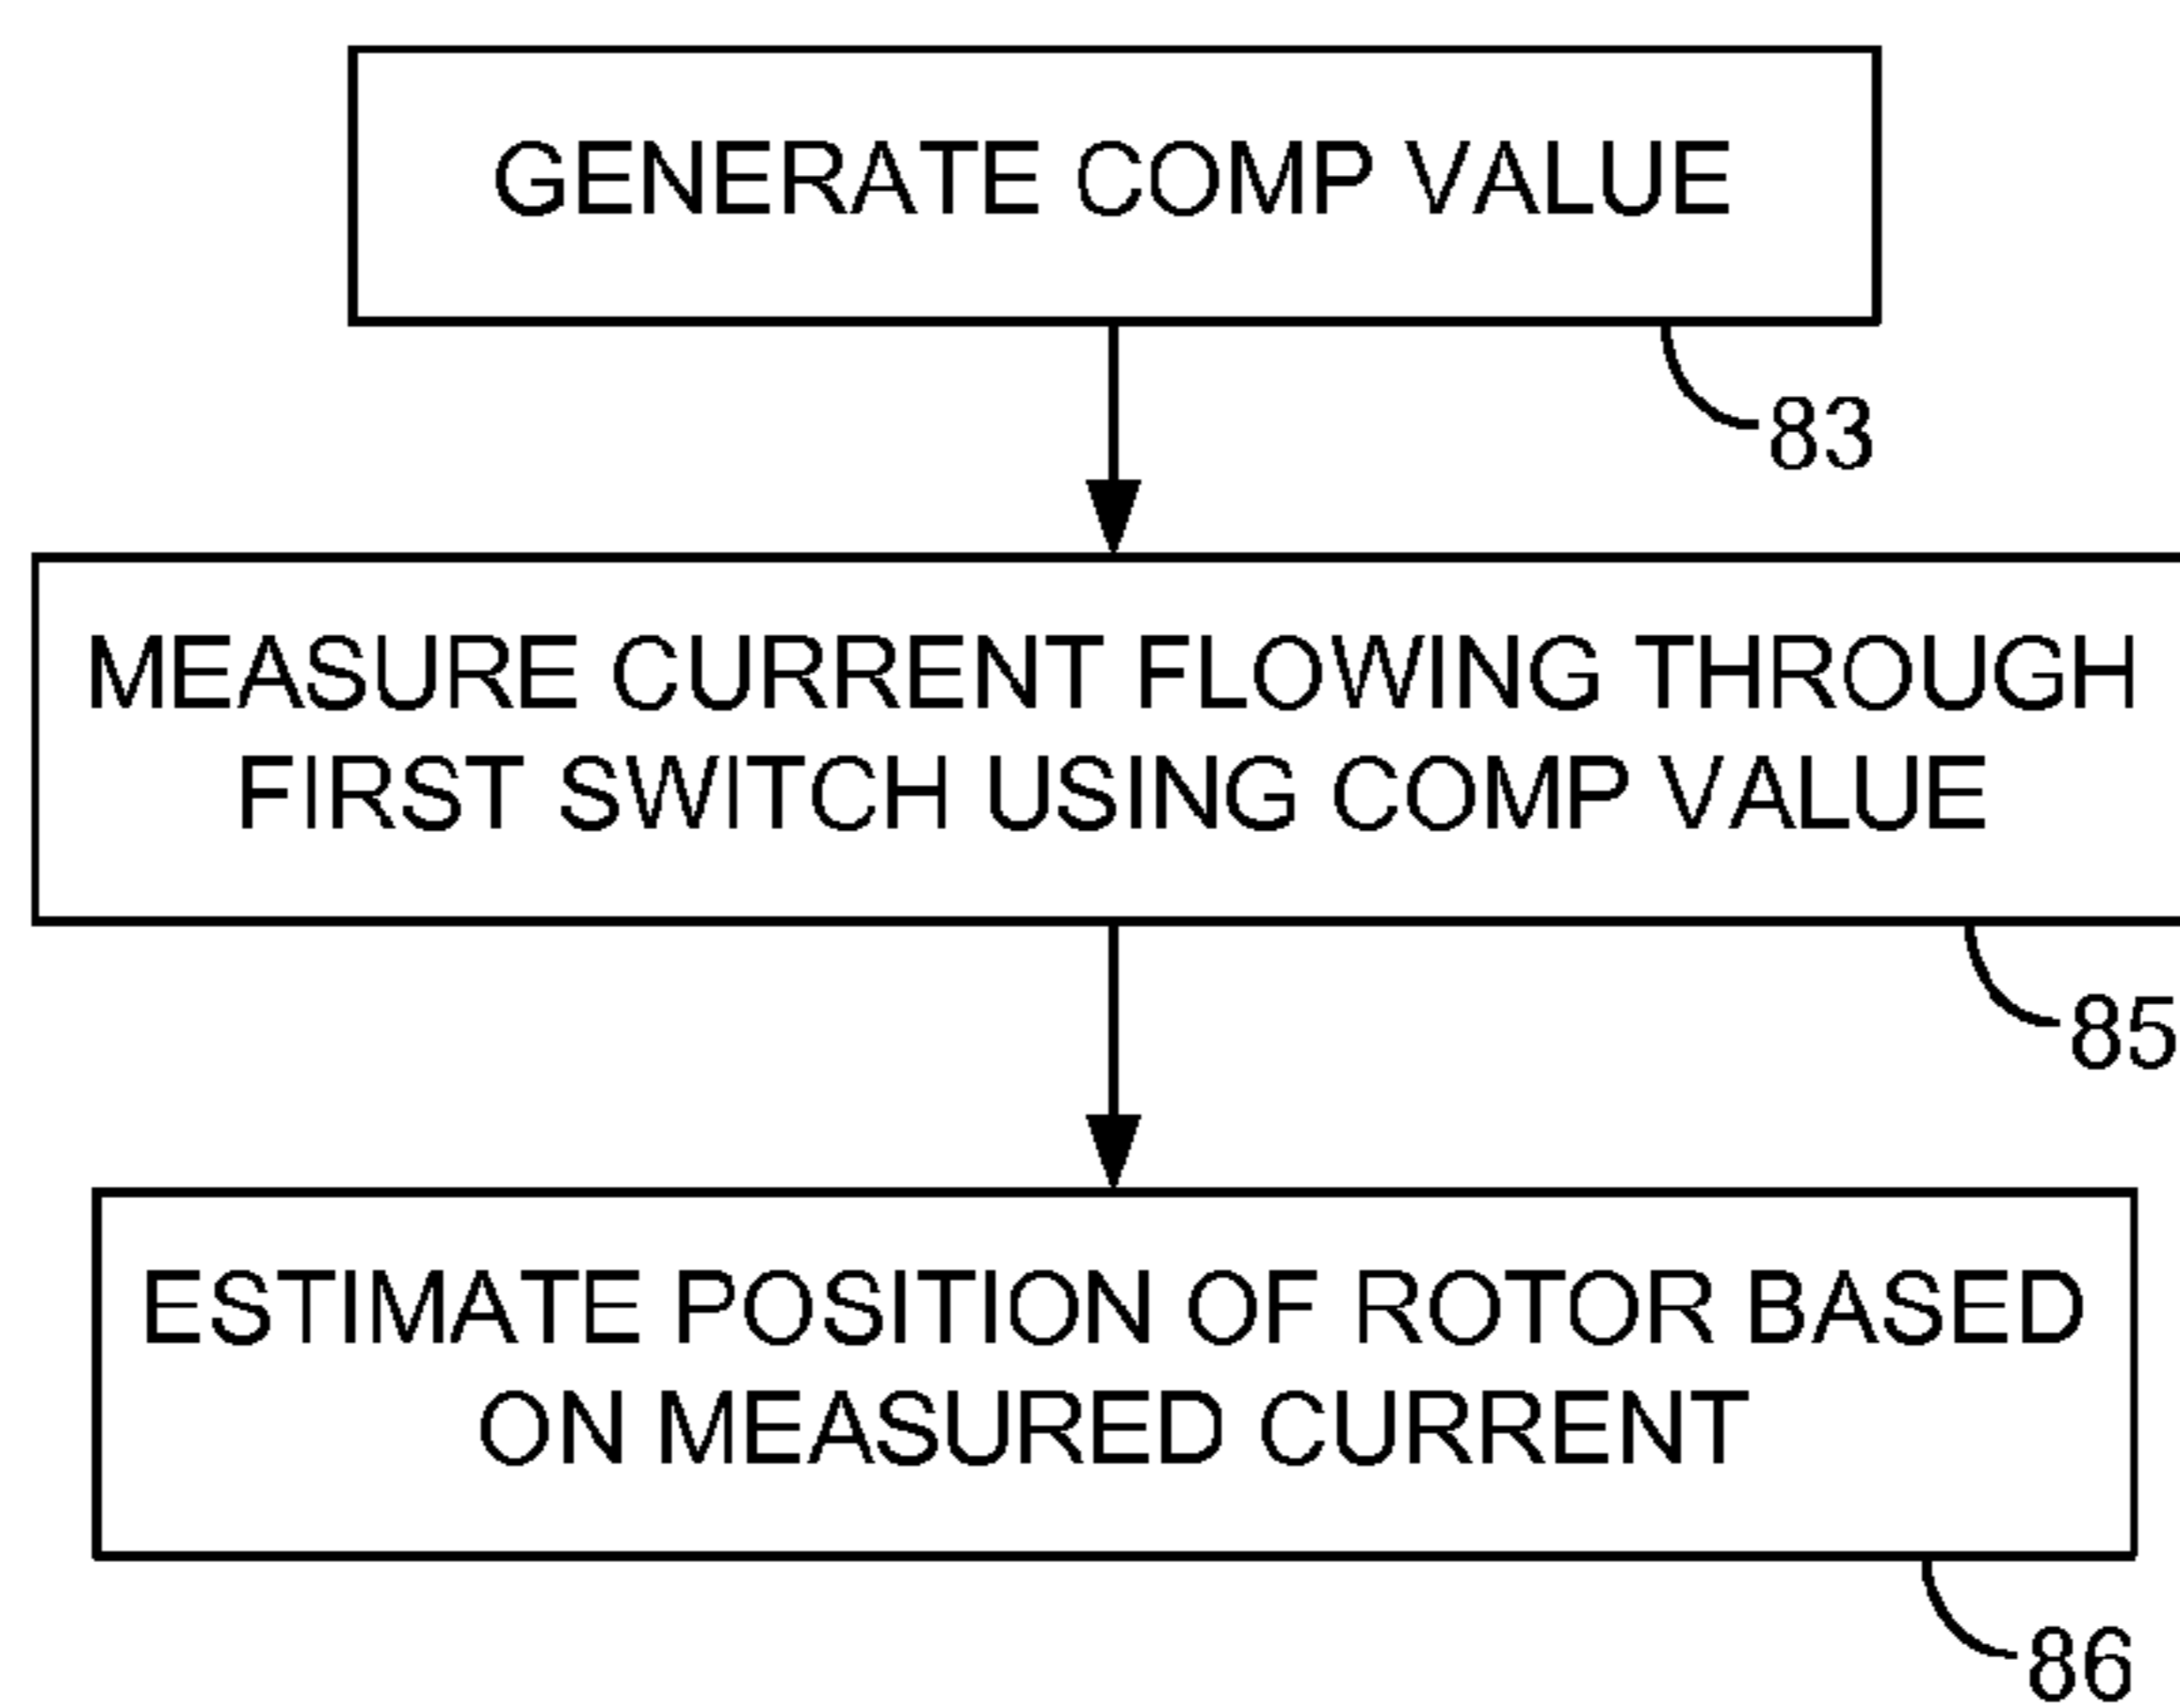 GENERATE COMP VALUE
83
MEASURE CURRENT FLOWING THROUGH
FIRST SWITCH USING COMP VALUE
85
ESTIMATE POSITION OF ROTOR BASED
ON MEASURED CURRENT
86